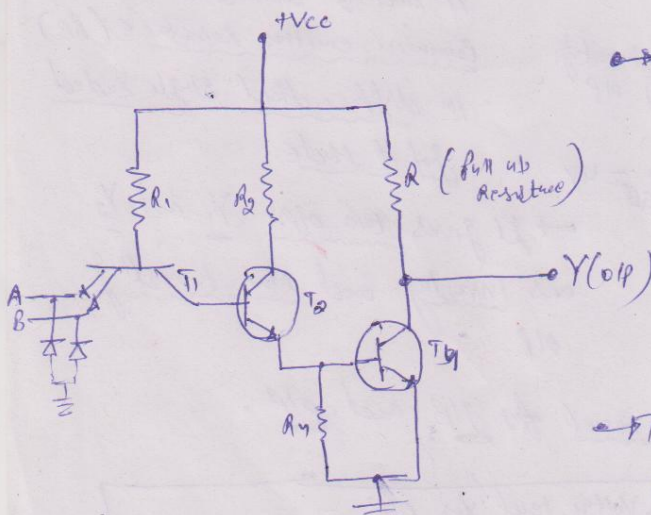 +Vcc
R1
R2
R (pull up
Resistance)
A
B
T1
T2
Y(O/P)
T4
R4